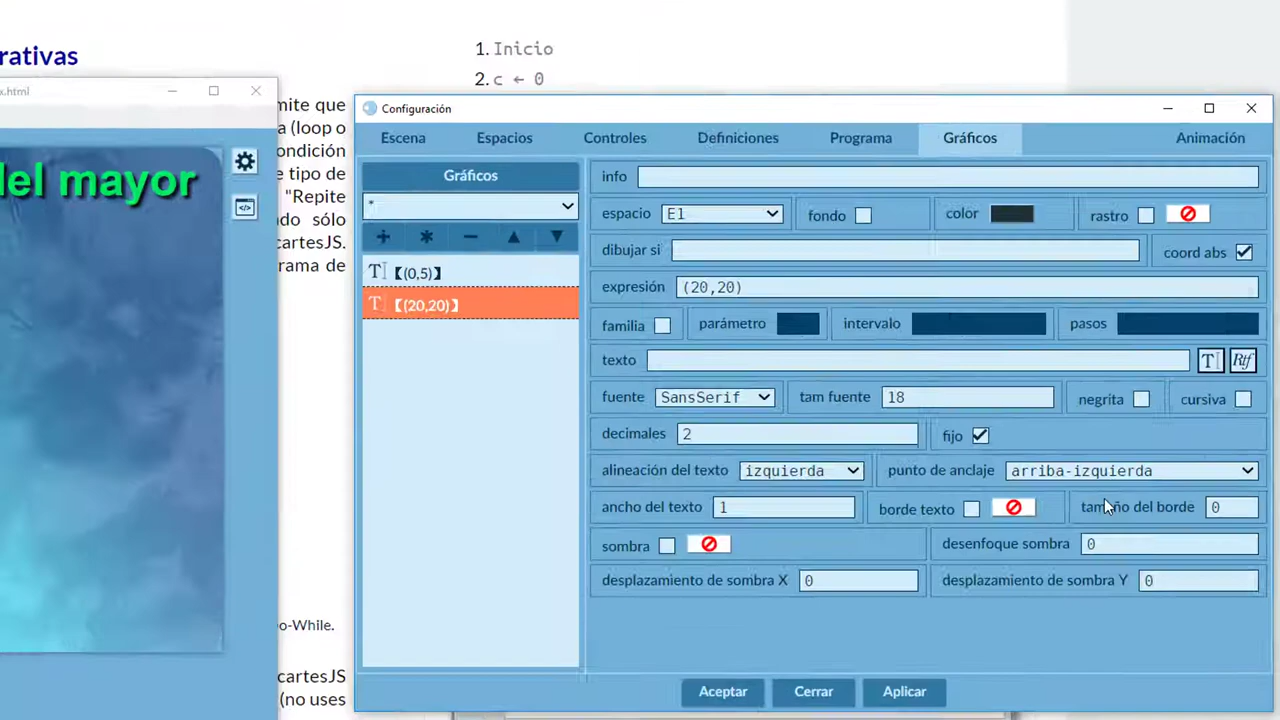 rativas
1. Inicio
2. c ← 0
x.html
mite que
a (loop o
ondición
e tipo de
"Repite
do sólo
cartesJS.
rama de
del mayor
</>
o-While.
cartesJS
(no uses
Configuración
Escena Espacios Controles Definiciones Programa Gráficos Animación
Gráficos
*
+ * −
T 【(0,5)】
T 【(20,20)】
info
espacio E1 fondo color rastro
dibujar si coord abs
expresión (20,20)
familia parámetro intervalo pasos
texto T Rtf
fuente SansSerif tam fuente 18 negrita cursiva
decimales 2 fijo
alineación del texto izquierda punto de anclaje arriba-izquierda
ancho del texto 1 borde texto tamaño del borde 0
sombra desenfoque sombra 0
desplazamiento de sombra X 0 desplazamiento de sombra Y 0
Aceptar Cerrar Aplicar